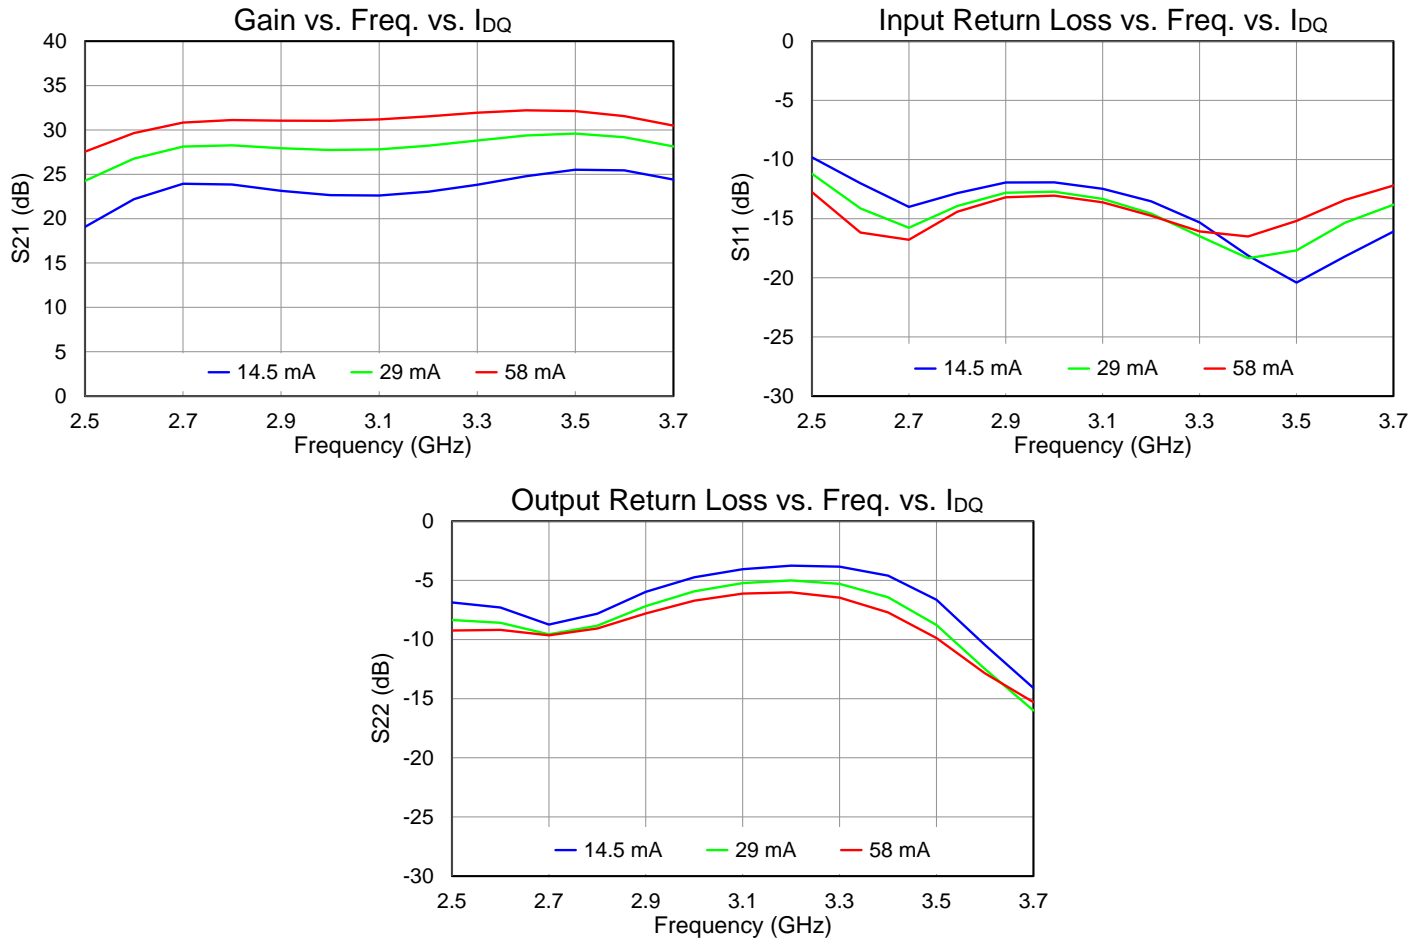 Gain vs. Freq. vs. IDQ
40
35
30
25
20
15
10
5
0
S21 (dB)
14.5 mA 29 mA 58 mA
2.5 2.7 2.9 3.1 3.3 3.5 3.7
Frequency (GHz)
Input Return Loss vs. Freq. vs. IDQ
0
-5
-10
-15
-20
-25
-30
S11 (dB)
14.5 mA 29 mA 58 mA
2.5 2.7 2.9 3.1 3.3 3.5 3.7
Frequency (GHz)
Output Return Loss vs. Freq. vs. IDQ
0
-5
-10
-15
-20
-25
-30
S22 (dB)
14.5 mA 29 mA 58 mA
2.5 2.7 2.9 3.1 3.3 3.5 3.7
Frequency (GHz)